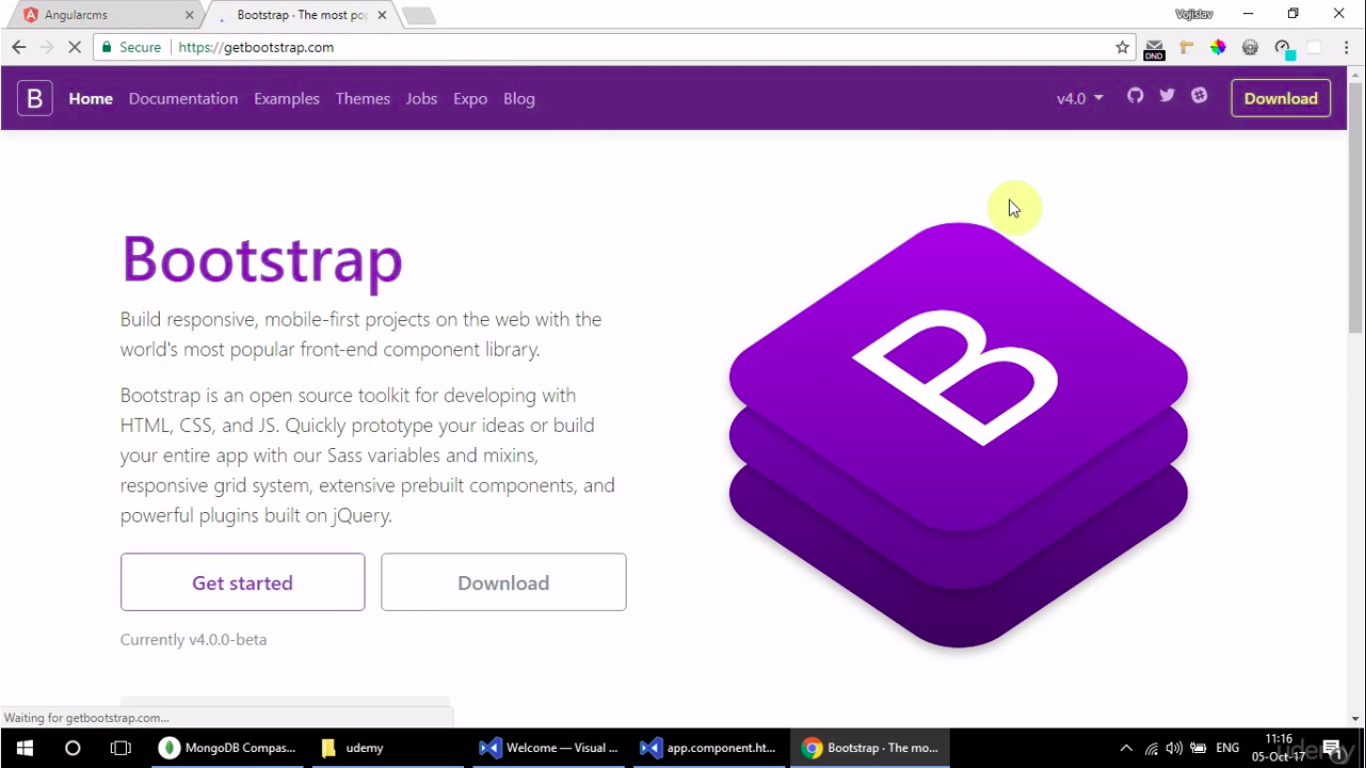 Angularcms
Bootstrap · The most pop
Vojislav
Secure
https://getbootstrap.com
DND
B
Home
Documentation
Examples
Themes
Jobs
Expo
Blog
v4.0
Download
Bootstrap
Build responsive, mobile-first projects on the web with the
world's most popular front-end component library.
Bootstrap is an open source toolkit for developing with
HTML, CSS, and JS. Quickly prototype your ideas or build
your entire app with our Sass variables and mixins,
responsive grid system, extensive prebuilt components, and
powerful plugins built on jQuery.
B
Get started
Download
Currently v4.0.0-beta
Waiting for getbootstrap.com...
MongoDB Compas...
udemy
Welcome — Visual ...
app.component.ht...
Bootstrap · The mo...
ENG
11:16
05-Oct-17
udemy
1